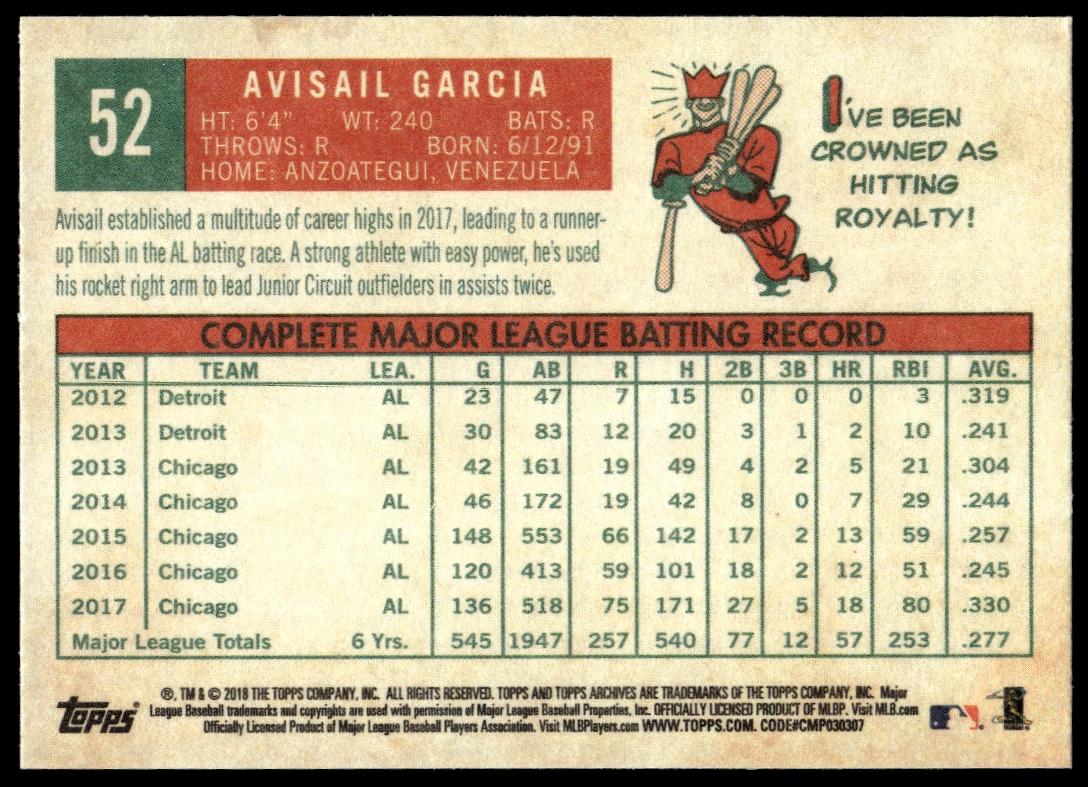 52
AVISAIL GARCIA
HT: 6'4" WT: 240 BATS: R
THROWS: R BORN: 6/12/91
HOME: ANZOATEGUI, VENEZUELA
Avisail established a multitude of career highs in 2017, leading to a runner-
up finish in the AL batting race. A strong athlete with easy power, he's used
his rocket right arm to lead Junior Circuit outfielders in assists twice.
I'VE BEEN
CROWNED AS
HITTING
ROYALTY!
COMPLETE MAJOR LEAGUE BATTING RECORD
YEAR TEAM LEA. G AB R H 2B 3B HR RBI AVG.
2012 Detroit AL 23 47 7 15 0 0 0 3 .319
2013 Detroit AL 30 83 12 20 3 1 2 10 .241
2013 Chicago AL 42 161 19 49 4 2 5 21 .304
2014 Chicago AL 46 172 19 42 8 0 7 29 .244
2015 Chicago AL 148 553 66 142 17 2 13 59 .257
2016 Chicago AL 120 413 59 101 18 2 12 51 .245
2017 Chicago AL 136 518 75 171 27 5 18 80 .330
Major League Totals 6 Yrs. 545 1947 257 540 77 12 57 253 .277
topps®
®, TM & © 2018 THE TOPPS COMPANY, INC. ALL RIGHTS RESERVED. TOPPS AND TOPPS ARCHIVES ARE TRADEMARKS OF THE TOPPS COMPANY, INC. Major
League Baseball trademarks and copyrights are used with permission of Major League Baseball Properties, Inc. OFFICIALLY LICENSED PRODUCT OF MLBP. Visit MLB.com
Officially Licensed Product of Major League Baseball Players Association. Visit MLBPlayers.com WWW.TOPPS.COM. CODE#CMP030307